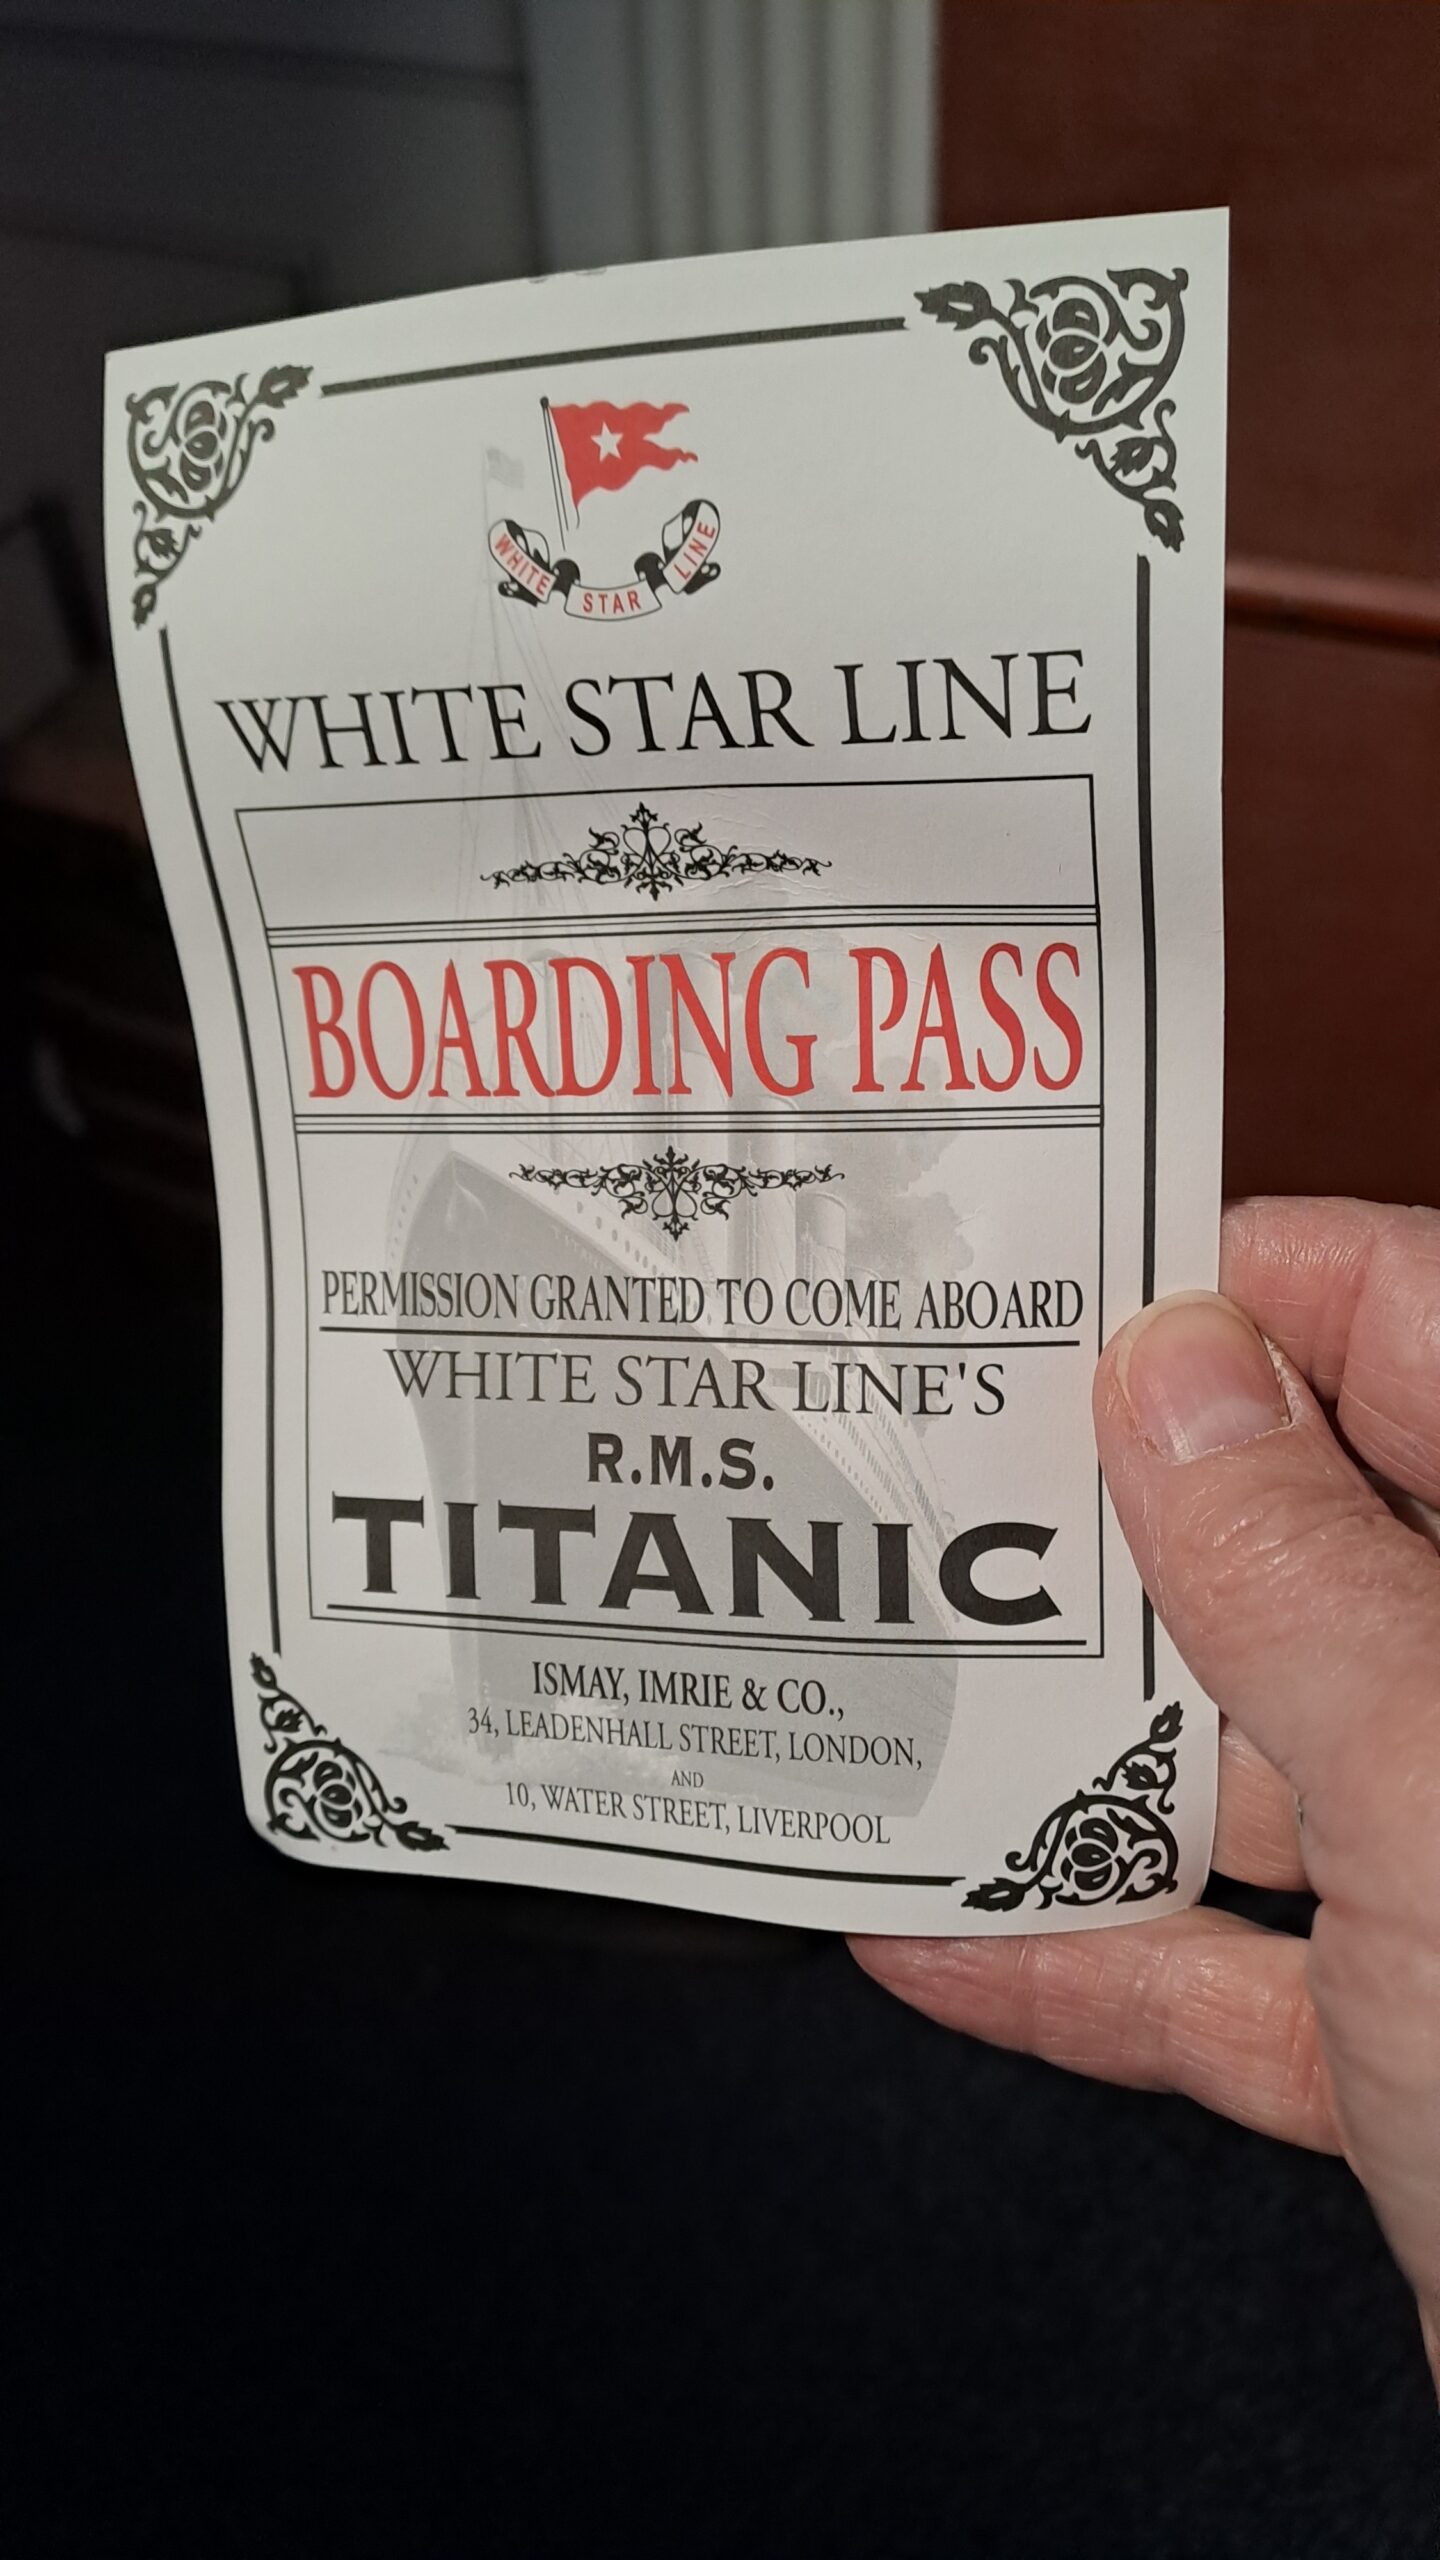 WHITE STAR LINE
WHITE STAR LINE
BOARDING PASS
PERMISSION GRANTED TO COME ABOARD
WHITE STAR LINE'S
R.M.S.
TITANIC
ISMAY, IMRIE & CO.,
34, LEADENHALL STREET, LONDON,
AND
10, WATER STREET, LIVERPOOL